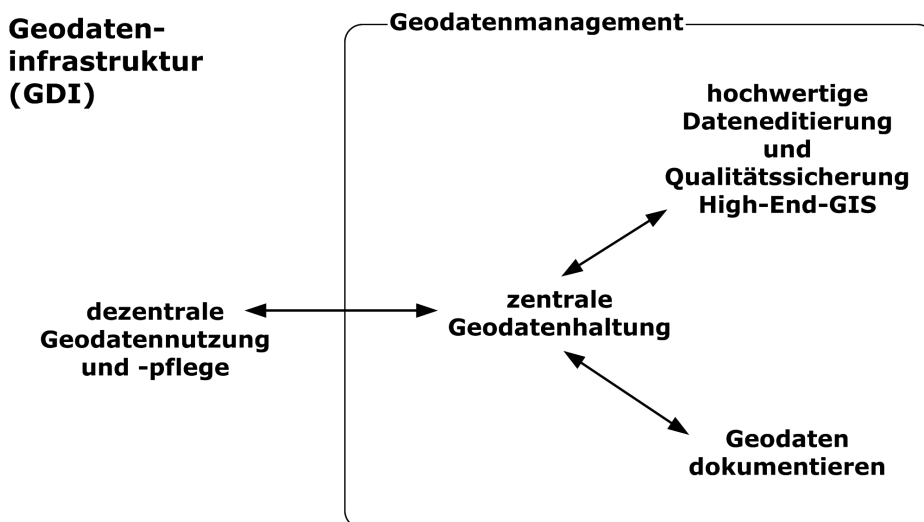 Geodaten-
infrastruktur
(GDI)
Geodatenmanagement
hochwertige
Dateneditierung
und
Qualitätssicherung
High-End-GIS
dezentrale
Geodatennutzung
und -pflege
zentrale
Geodatenhaltung
Geodaten
dokumentieren